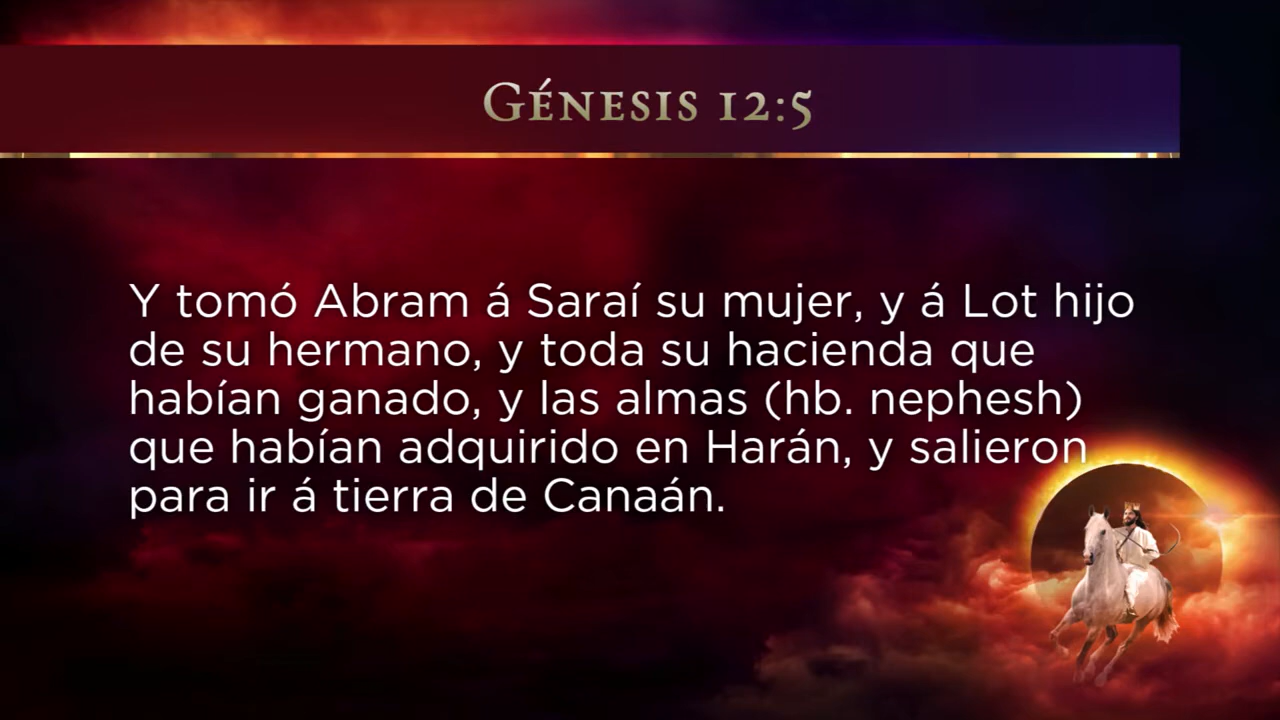 Génesis 12:5
Y tomó Abram á Saraí su mujer, y á Lot hijo
de su hermano, y toda su hacienda que
habían ganado, y las almas (hb. nephesh)
que habían adquirido en Harán, y salieron
para ir á tierra de Canaán.